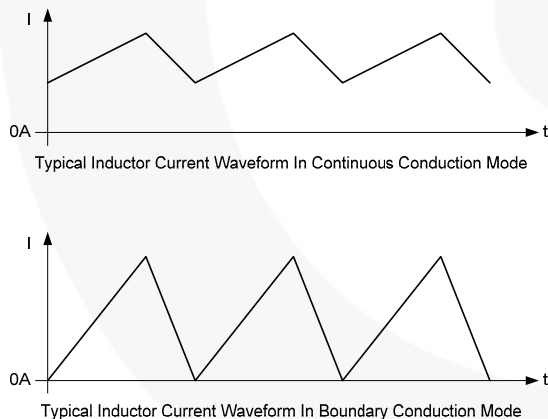 I
0A
t
Typical Inductor Current Waveform In Continuous Conduction Mode
I
0A
t
Typical Inductor Current Waveform In Boundary Conduction Mode